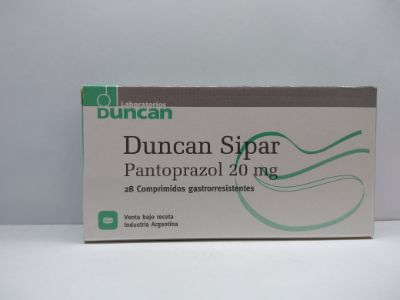 Laboratorios
Duncan
Duncan Sipar
Pantoprazol 20 mg
28 Comprimidos gastrorresistentes
Venta bajo receta
Industria Argentina